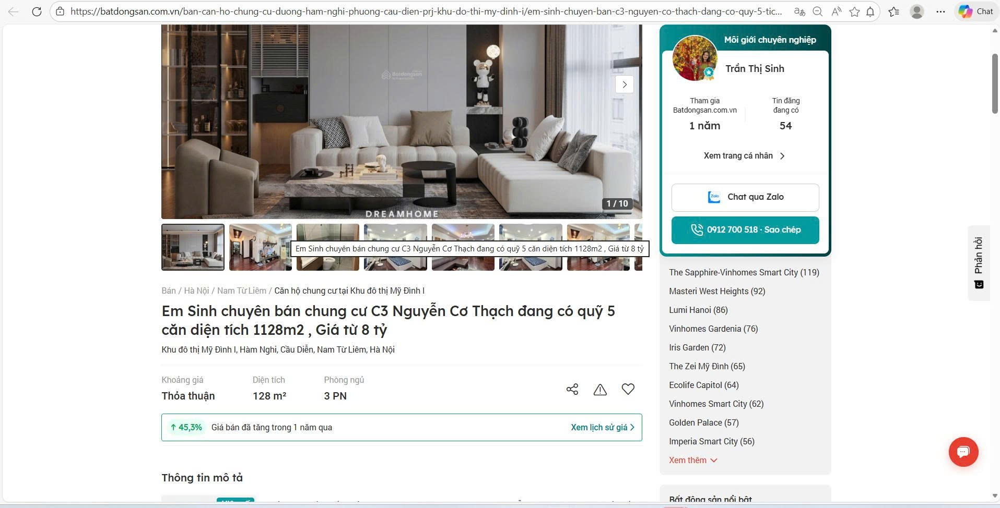 https://batdongsan.com.vn/ban-can-ho-chung-cu-duong-ham-nghi-phuong-cau-dien-prj-khu-do-thi-my-dinh-i/em-sinh-chuyen-ban-c3-nguyen-co-thach-dang-co-quy-5-tic...
Chat
Batdongsan
DREAMHOME
1 / 10
Em Sinh chuyên bán chung cư C3 Nguyễn Cơ Thạch đang có quỹ 5 căn diện tích 1128m2 , Giá từ 8 tỷ
Bán / Hà Nội / Nam Từ Liêm / Căn hộ chung cư tại Khu đô thị Mỹ Đình I
Em Sinh chuyên bán chung cư C3 Nguyễn Cơ Thạch đang có quỹ 5
căn diện tích 1128m2 , Giá từ 8 tỷ
Khu đô thị Mỹ Đình I, Hàm Nghi, Cầu Diễn, Nam Từ Liêm, Hà Nội
Khoảng giá
Thỏa thuận
Diện tích
128 m²
Phòng ngủ
3 PN
45,3%
Giá bán đã tăng trong 1 năm qua
Xem lịch sử giá
Thông tin mô tả
Môi giới chuyên nghiệp
Trần Thị Sinh
Tham gia
Batdongsan.com.vn
1 năm
Tin đăng
đang có
54
Xem trang cá nhân
Zalo
Chat qua Zalo
0912 700 518 · Sao chép
The Sapphire-Vinhomes Smart City (119)
Masteri West Heights (92)
Lumi Hanoi (86)
Vinhomes Gardenia (76)
Iris Garden (72)
The Zei Mỹ Đình (65)
Ecolife Capitol (64)
Vinhomes Smart City (62)
Golden Palace (57)
Imperia Smart City (56)
Xem thêm
Bất động sản nổi bật
Phản hồi